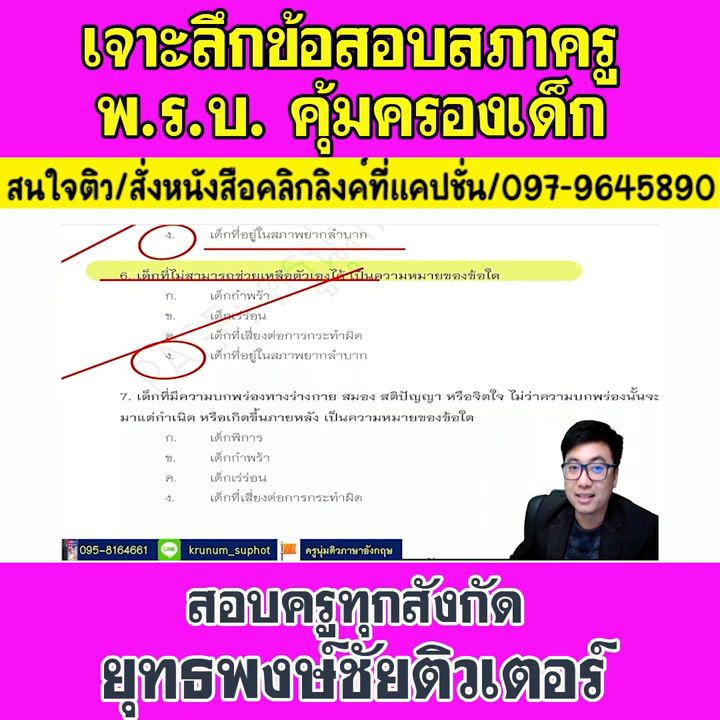 เจาะลึกข้อสอบสภาครู
พ.ร.บ. คุ้มครองเด็ก
สนใจติว/สั่งหนังสือคลิกลิงค์ที่แคปชั่น/097-9645890
ง. เด็กที่อยู่ในสภาพยากลำบาก
6. เด็กที่ไม่สามารถช่วยเหลือตัวเองได้ เป็นความหมายของข้อใด
ก. เด็กกำพร้า
ข. เด็กเร่ร่อน
ค. เด็กที่เสี่ยงต่อการกระทำผิด
ง. เด็กที่อยู่ในสภาพยากลำบาก
7. เด็กที่มีความบกพร่องทางร่างกาย สมอง สติปัญญา หรือจิตใจ ไม่ว่าความบกพร่องนั้นจะ
มาแต่กำเนิด หรือเกิดขึ้นภายหลัง เป็นความหมายของข้อใด
ก. เด็กพิการ
ข. เด็กกำพร้า
ค. เด็กเร่ร่อน
ง. เด็กที่เสี่ยงต่อการกระทำผิด
095-8164661 LINE krunum_suphot ครูนุ่มติวภาษาอังกฤษ
สอบครูทุกสังกัด
ยุทธพงษ์ชัยติวเตอร์